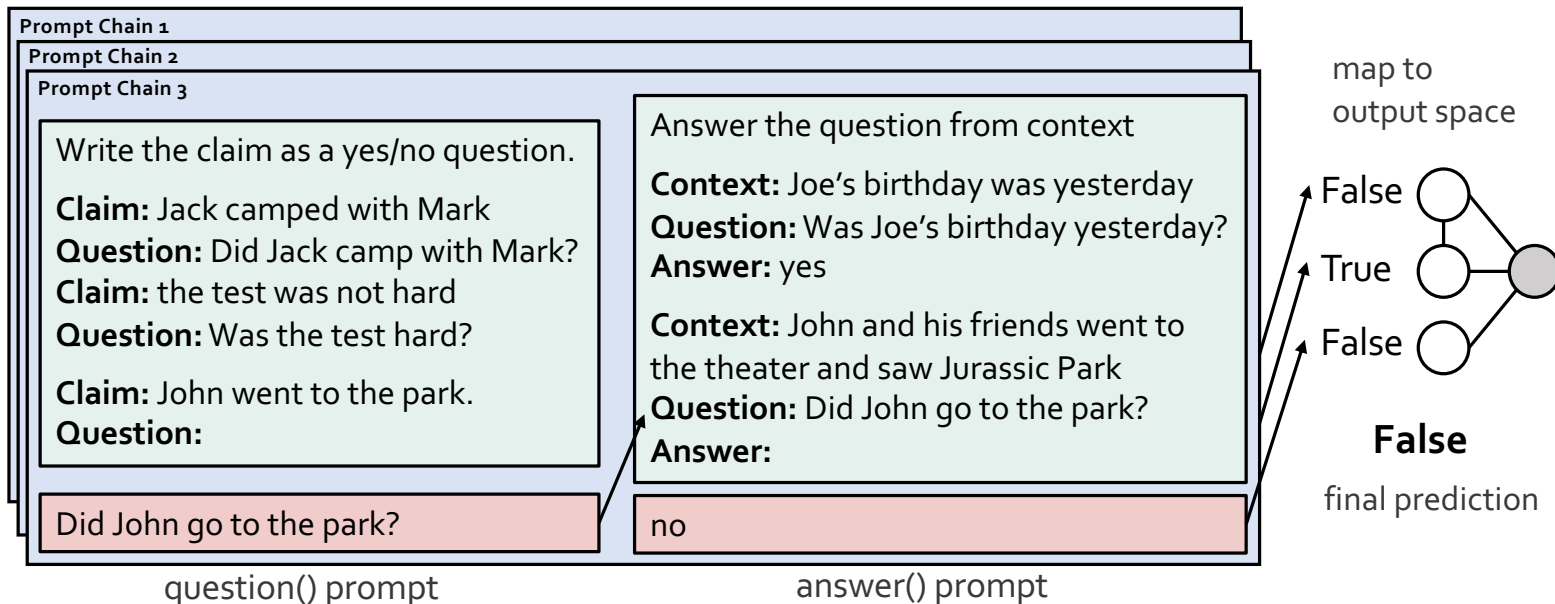 Prompt Chain 1
Prompt Chain 2
Prompt Chain 3
Write the claim as a yes/no question.
Claim: Jack camped with Mark
Question: Did Jack camp with Mark?
Claim: the test was not hard
Question: Was the test hard?
Claim: John went to the park.
Question:
Did John go to the park?
question() prompt
Answer the question from context
Context: Joe’s birthday was yesterday
Question: Was Joe’s birthday yesterday?
Answer: yes
Context: John and his friends went to
the theater and saw Jurassic Park
Question: Did John go to the park?
Answer:
no
answer() prompt
map to
output space
False
True
False
False
final prediction